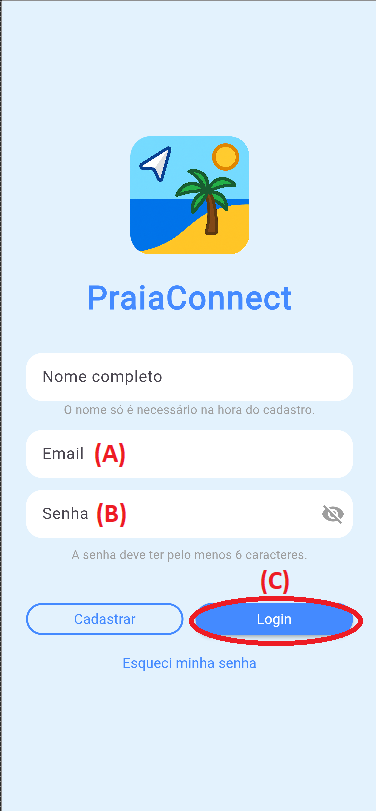 PraiaConnect
Nome completo
O nome só é necessário na hora do cadastro.
Email (A)
Senha (B)
A senha deve ter pelo menos 6 caracteres.
(C)
Cadastrar Login
Esqueci minha senha